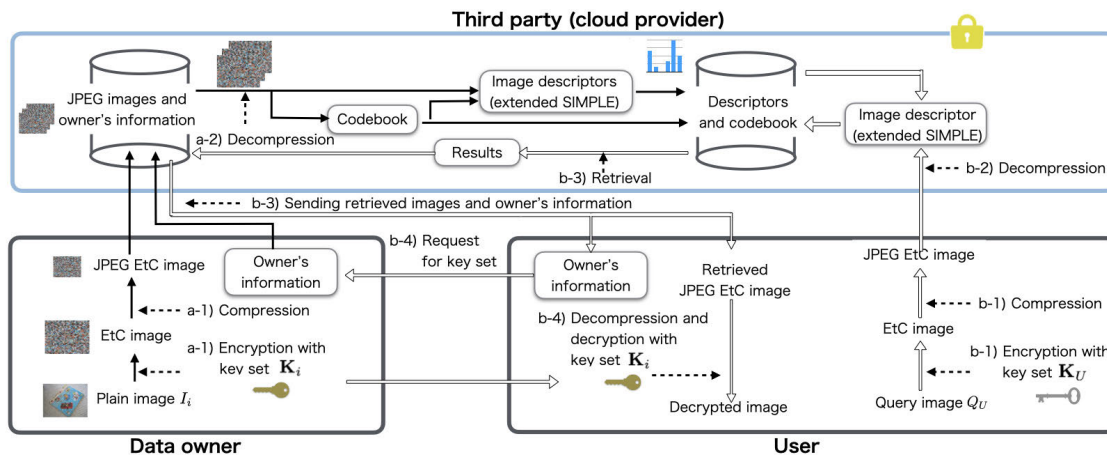 Third party (cloud provider)
JPEG images and
owner's information
a-2) Decompression
Codebook
Image descriptors
(extended SIMPLE)
Descriptors
and codebook
Image descriptor
(extended SIMPLE)
Results
b-3) Retrieval
b-2) Decompression
b-3) Sending retrieved images and owner's information
JPEG EtC image
Owner's
information
a-1) Compression
EtC image
a-1) Encryption with
key set K_i
Plain image I_i
Data owner
b-4) Request
for key set
Owner's
information
Retrieved
JPEG EtC image
b-4) Decompression and
decryption with
key set K_i
Decrypted image
JPEG EtC image
b-1) Compression
EtC image
b-1) Encryption with
key set K_U
Query image Q_U
User